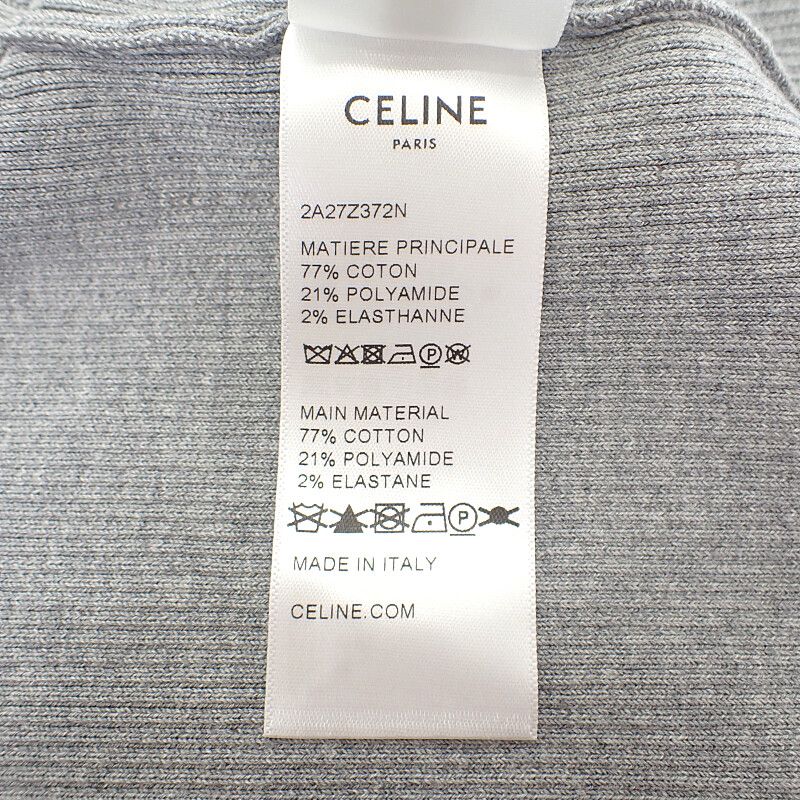 CELINE
PARIS
2A27Z372N
MATIERE PRINCIPALE
77% COTON
21% POLYAMIDE
2% ELASTHANNE
P W
MAIN MATERIAL
77% COTTON
21% POLYAMIDE
2% ELASTANE
P
MADE IN ITALY
CELINE.COM